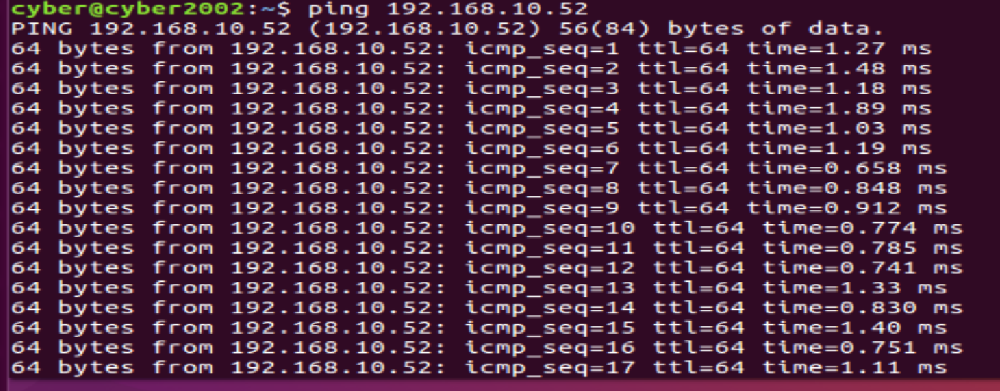 cyber@cyber2002:~$ ping 192.168.10.52
PING 192.168.10.52 (192.168.10.52) 56(84) bytes of data.
64 bytes from 192.168.10.52: icmp_seq=1 ttl=64 time=1.27 ms
64 bytes from 192.168.10.52: icmp_seq=2 ttl=64 time=1.48 ms
64 bytes from 192.168.10.52: icmp_seq=3 ttl=64 time=1.18 ms
64 bytes from 192.168.10.52: icmp_seq=4 ttl=64 time=1.89 ms
64 bytes from 192.168.10.52: icmp_seq=5 ttl=64 time=1.03 ms
64 bytes from 192.168.10.52: icmp_seq=6 ttl=64 time=1.19 ms
64 bytes from 192.168.10.52: icmp_seq=7 ttl=64 time=0.658 ms
64 bytes from 192.168.10.52: icmp_seq=8 ttl=64 time=0.848 ms
64 bytes from 192.168.10.52: icmp_seq=9 ttl=64 time=0.912 ms
64 bytes from 192.168.10.52: icmp_seq=10 ttl=64 time=0.774 ms
64 bytes from 192.168.10.52: icmp_seq=11 ttl=64 time=0.785 ms
64 bytes from 192.168.10.52: icmp_seq=12 ttl=64 time=0.741 ms
64 bytes from 192.168.10.52: icmp_seq=13 ttl=64 time=1.33 ms
64 bytes from 192.168.10.52: icmp_seq=14 ttl=64 time=0.830 ms
64 bytes from 192.168.10.52: icmp_seq=15 ttl=64 time=1.40 ms
64 bytes from 192.168.10.52: icmp_seq=16 ttl=64 time=0.751 ms
64 bytes from 192.168.10.52: icmp_seq=17 ttl=64 time=1.11 ms